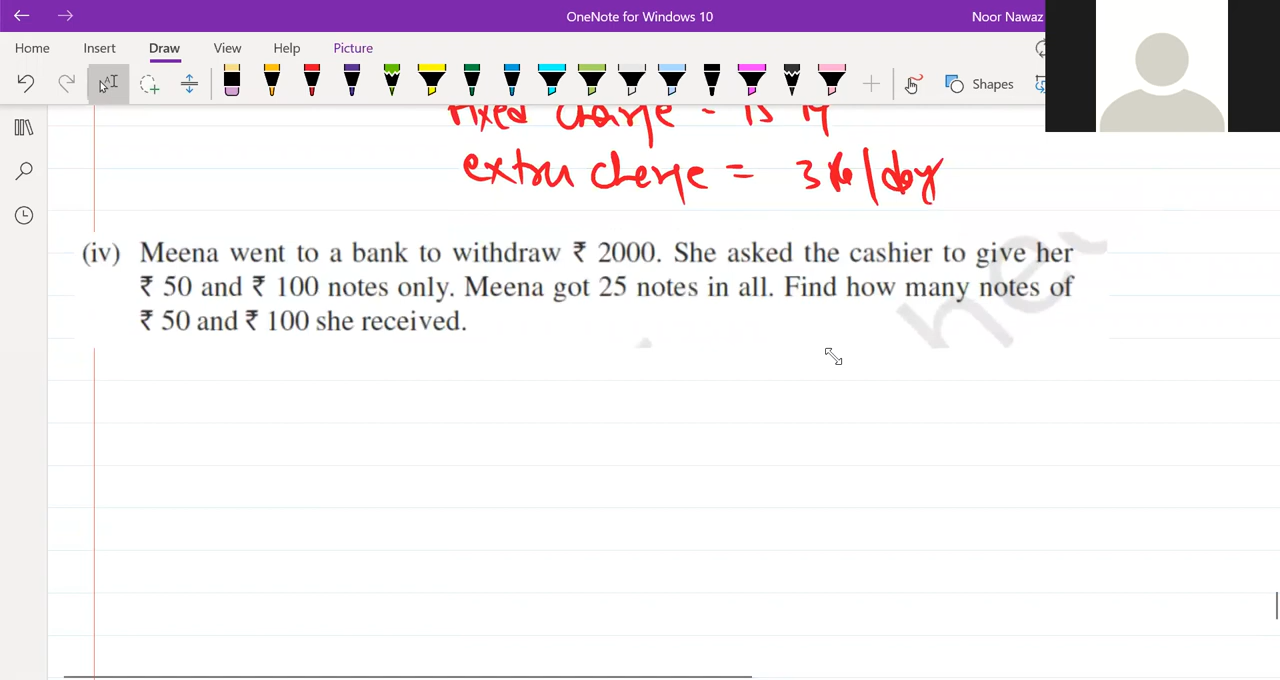 OneNote for Windows 10
Noor Nawaz
Home Insert Draw View Help Picture
Shapes
fixed charge = 15
extra charge = 3 Rs/day
(iv) Meena went to a bank to withdraw ₹ 2000. She asked the cashier to give her
₹ 50 and ₹ 100 notes only. Meena got 25 notes in all. Find how many notes of
₹ 50 and ₹ 100 she received.